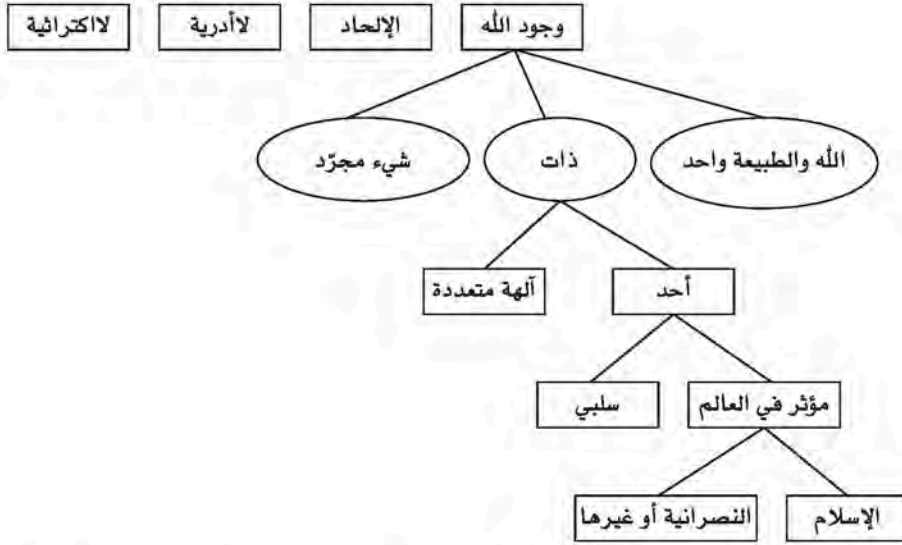 وجود الله
الإلحاد
لاأدرية
لااكتراثية
الله والطبيعة واحد
ذات
شيء مجرّد
أحد
آلهة متعددة
مؤثر في العالم
سلبي
الإسلام
النصرانية أو غيرها